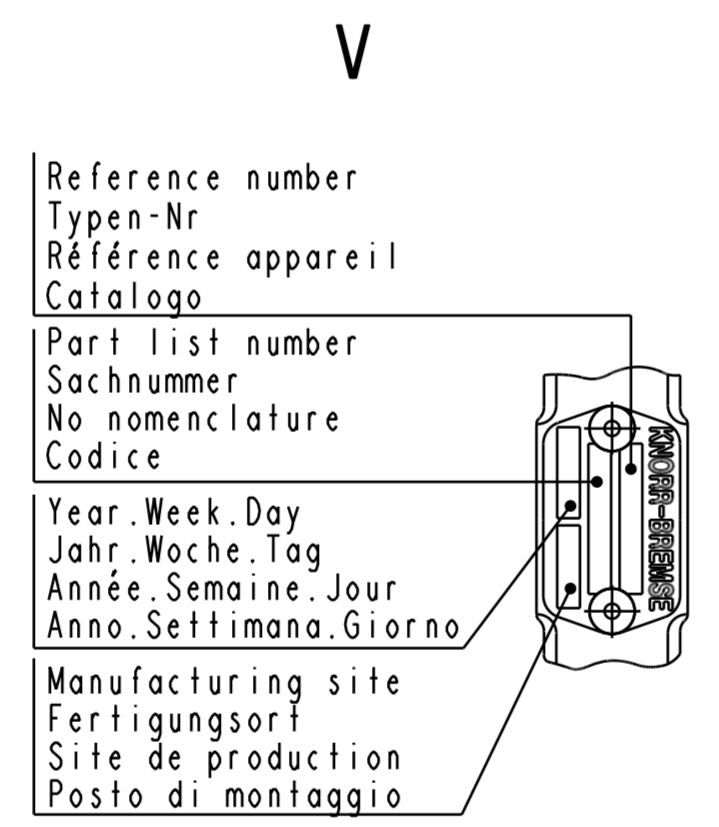 V
Reference number
Typen-Nr
Référence appareil
Catalogo
Part list number
Sachnummer
No nomenclature
Codice
Year.Week.Day
Jahr.Woche.Tag
Année.Semaine.Jour
Anno.Settimana.Giorno
Manufacturing site
Fertigungsort
Site de production
Posto di montaggio
KNORR-BREMSE